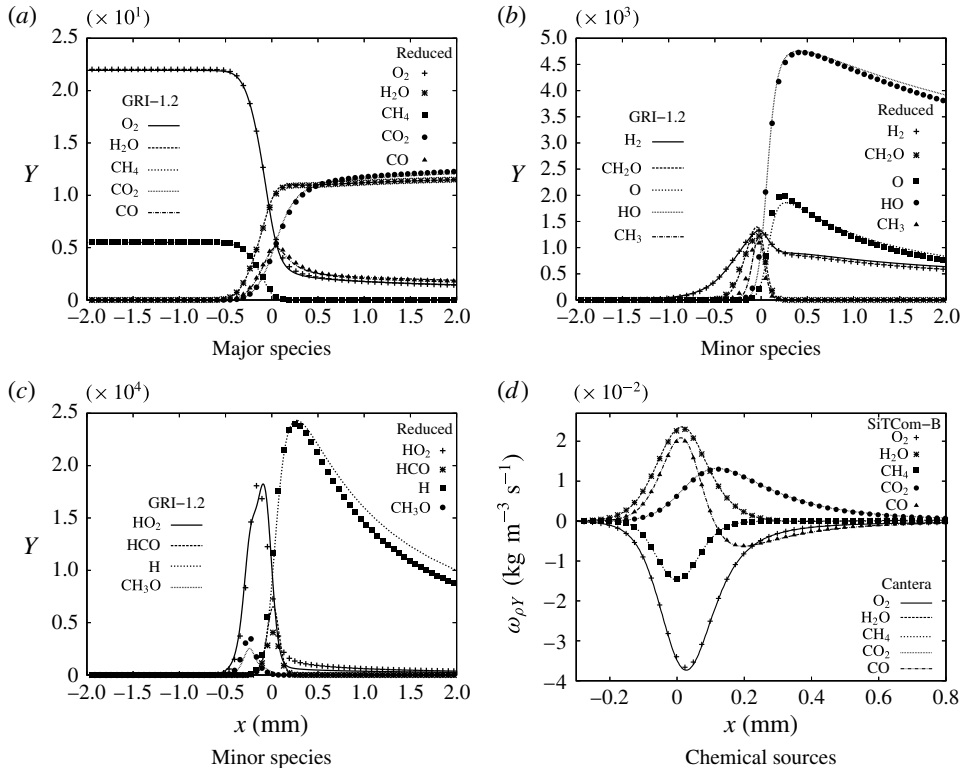 (a)
(× 10¹)
2.5
2.0
1.5
1.0
0.5
0
Y
GRI−1.2
O₂
H₂O
CH₄
CO₂
CO
Reduced
O₂
H₂O
CH₄
CO₂
CO
−2.0 −1.5 −1.0 −0.5 0 0.5 1.0 1.5 2.0
Major species
(b)
(× 10³)
5.0
4.5
4.0
3.5
3.0
2.5
2.0
1.5
1.0
0.5
0
Y
GRI−1.2
H₂
CH₂O
O
HO
CH₃
Reduced
H₂
CH₂O
O
HO
CH₃
−2.0 −1.5 −1.0 −0.5 0 0.5 1.0 1.5 2.0
Minor species
(c)
(× 10⁴)
2.5
2.0
1.5
1.0
0.5
0
Y
GRI−1.2
HO₂
HCO
H
CH₃O
Reduced
HO₂
HCO
H
CH₃O
−2.0 −1.5 −1.0 −0.5 0 0.5 1.0 1.5 2.0
x (mm)
Minor species
(d)
(× 10⁻²)
2
1
0
−1
−2
−3
−4
ω_ρY (kg m⁻³ s⁻¹)
SiTCom−B
O₂
H₂O
CH₄
CO₂
CO
Cantera
O₂
H₂O
CH₄
CO₂
CO
−0.2 0 0.2 0.4 0.6 0.8
x (mm)
Chemical sources